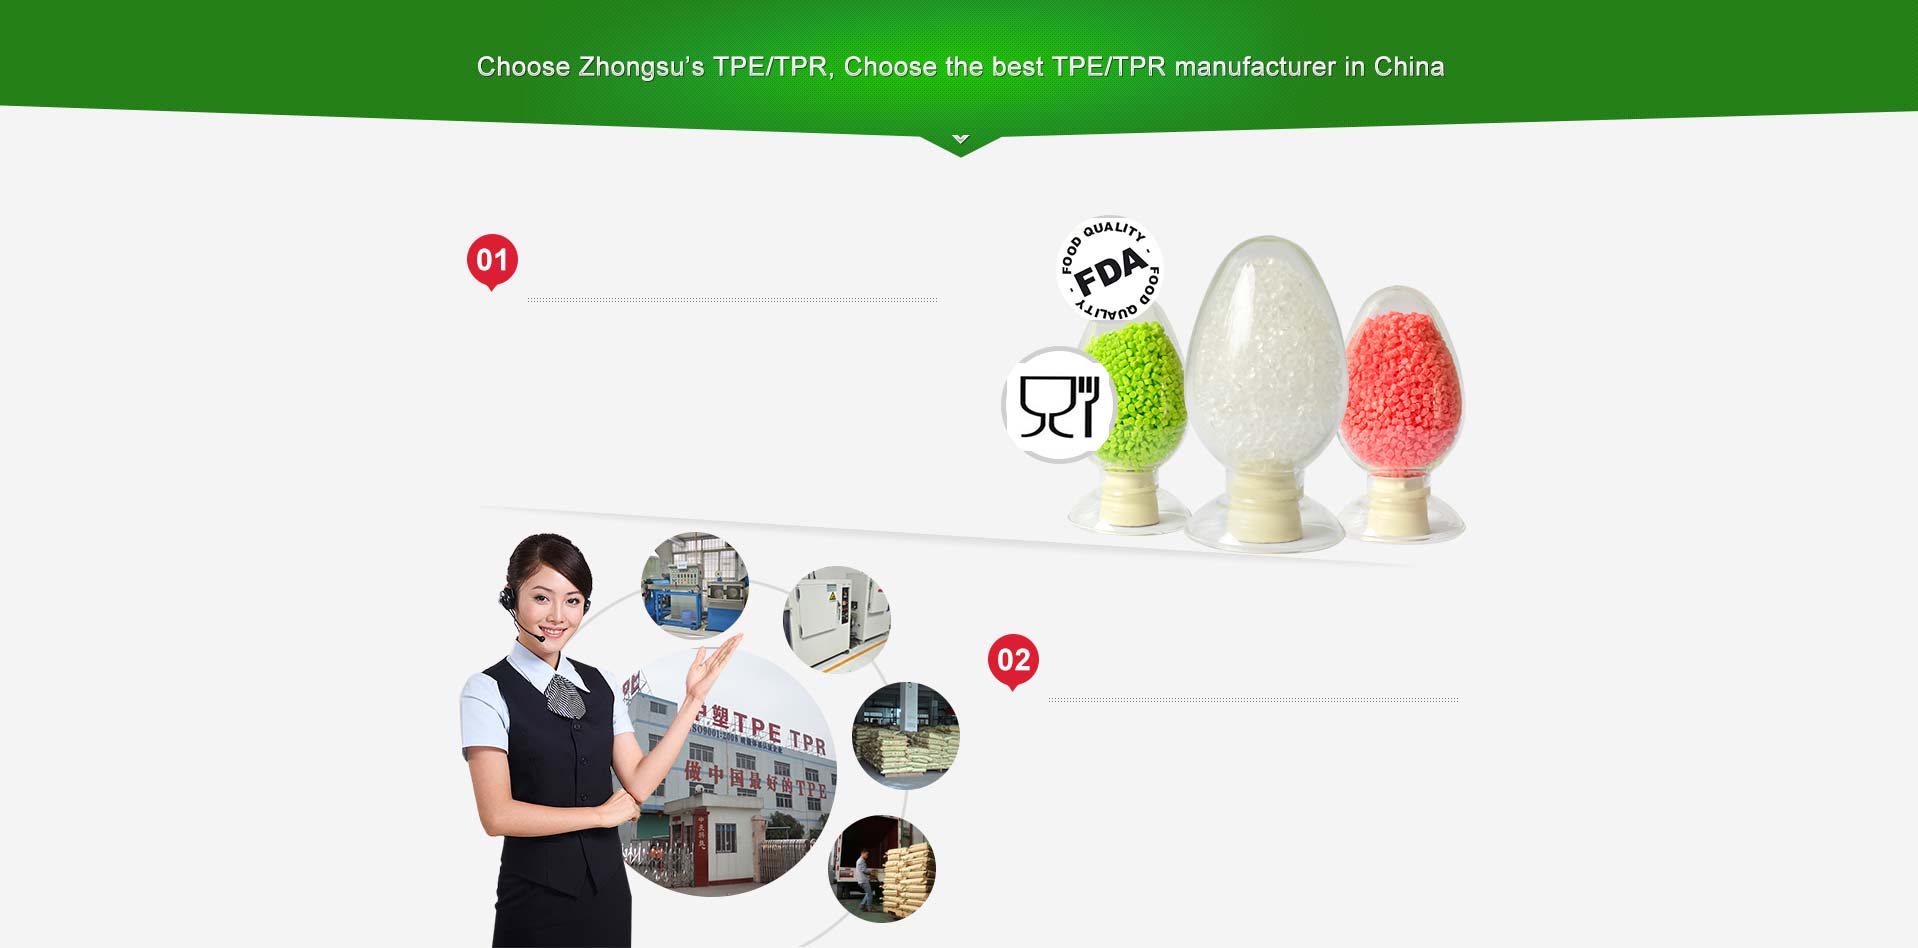 Choose Zhongsu's TPE/TPR, Choose the best TPE/TPR manufacturer in China
01
FOOD QUALITY - FOOD QUALITY -
FDA
中塑TPE TPR
ISO9001:2008
做中国最好的TPE
02